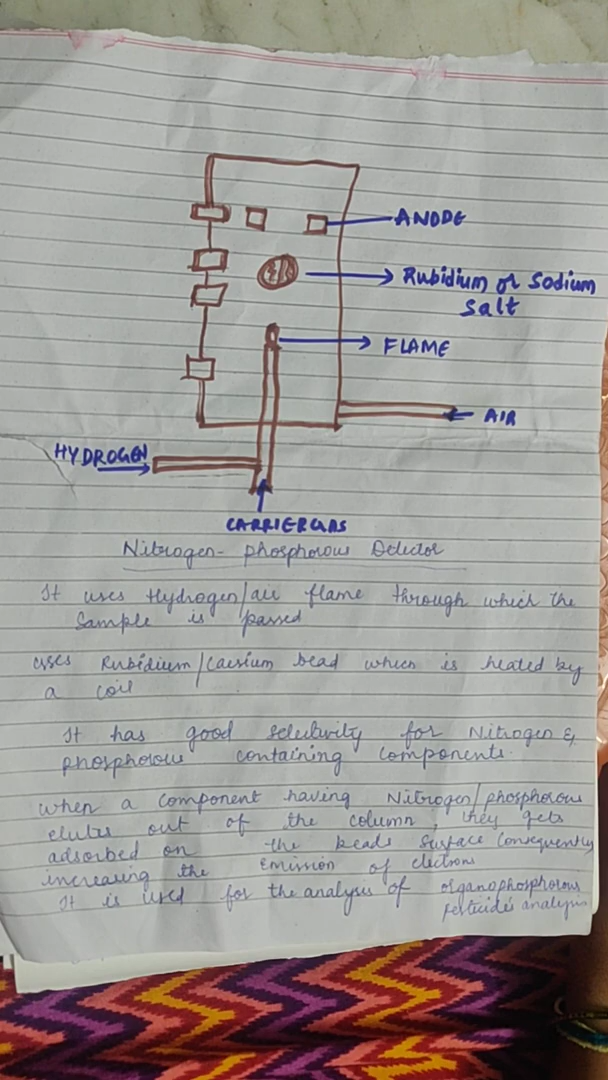 ANODE
Rubidium or Sodium
Salt
FLAME
AIR
HYDROGEN
CARRIERGAS
Nitrogen- phosphorous Detector
It uses Hydrogen/air flame through which the
Sample is passed
Uses Rubidium/Caesium bead which is heated by
a coil
It has good selectivity for Nitrogen &
phosphorous containing components.
When a component having Nitrogen/phosphorous
elutes out of the column, they gets
adsorbed on the beads surface consequently
increasing the Emission of electrons
It is used for the analysis of organophosphorous
pesticides analysis